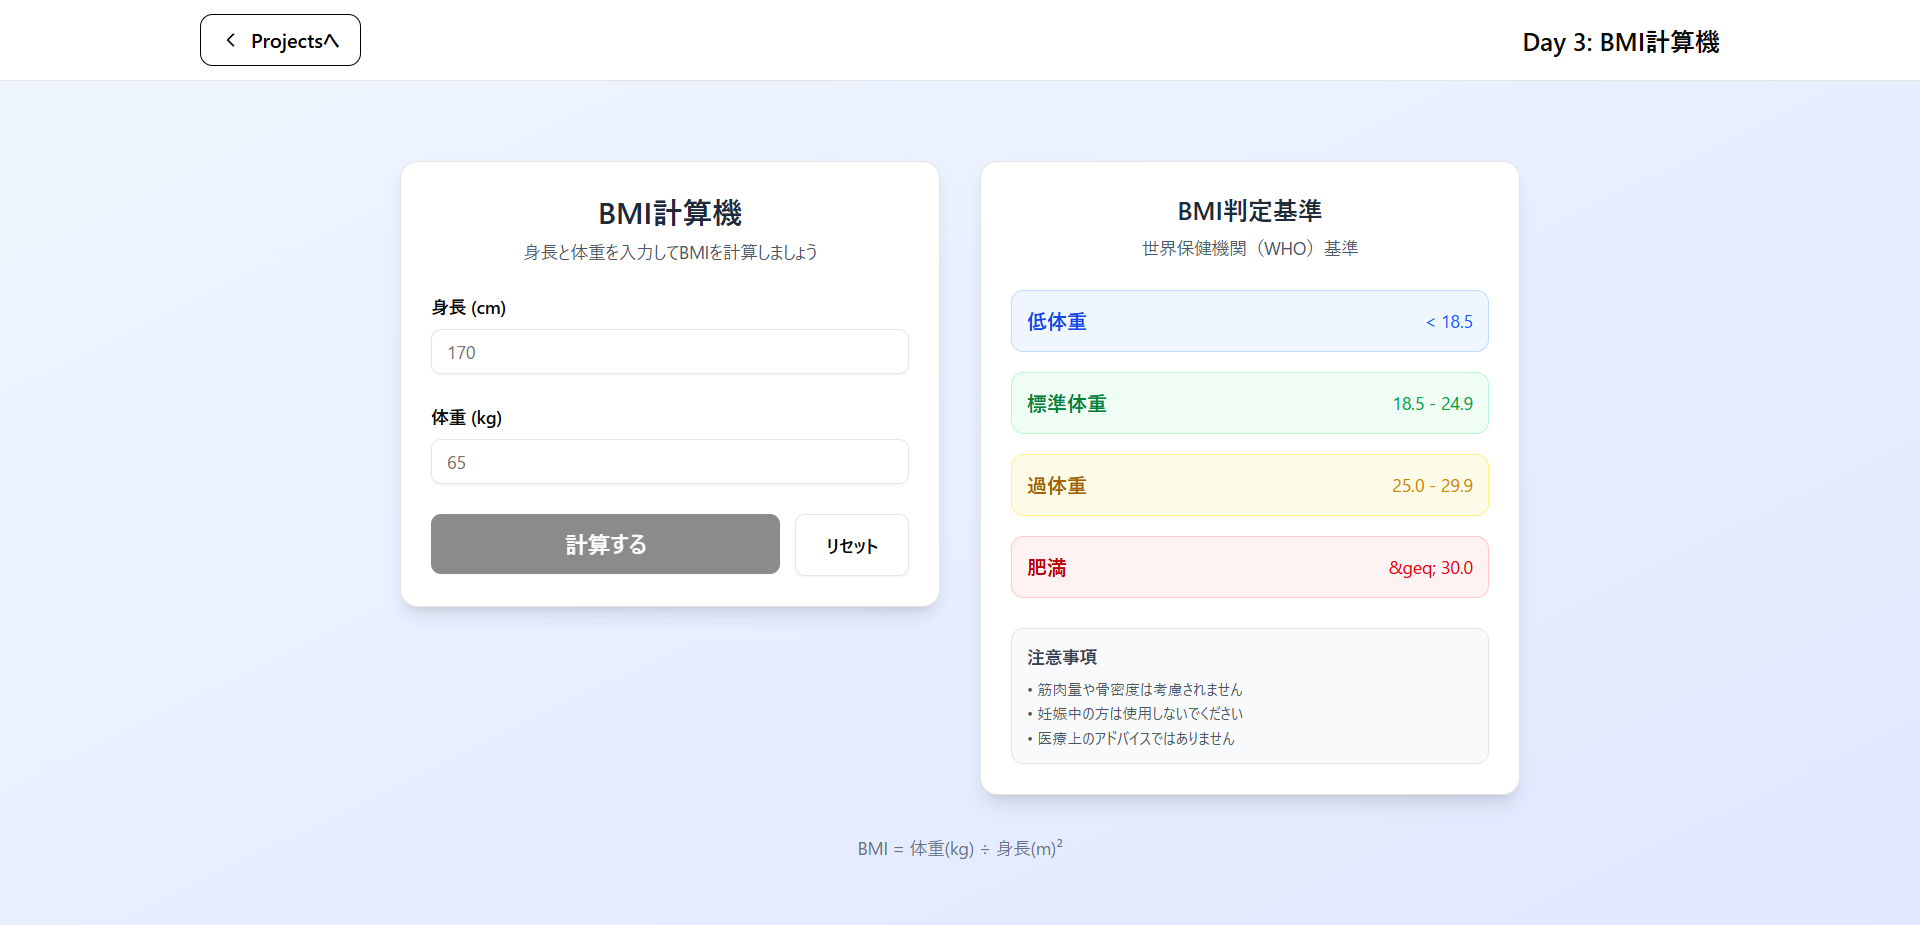 Projectsへ
Day 3: BMI計算機
BMI計算機
身長と体重を入力してBMIを計算しましょう
身長 (cm)
170
体重 (kg)
65
計算する
リセット
BMI判定基準
世界保健機関（WHO）基準
低体重
< 18.5
標準体重
18.5 - 24.9
過体重
25.0 - 29.9
肥満
&geq; 30.0
注意事項
• 筋肉量や骨密度は考慮されません
• 妊娠中の方は使用しないでください
• 医療上のアドバイスではありません
BMI = 体重(kg) ÷ 身長(m)²